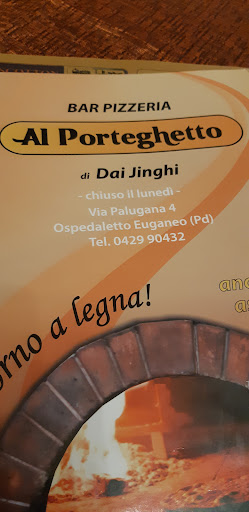 BAR PIZZERIA
Al Porteghetto
di Dai Jinghi
- chiuso il lunedì -
Via Palugana 4
Ospedaletto Euganeo (Pd)
Tel. 0429 90432
a legna!